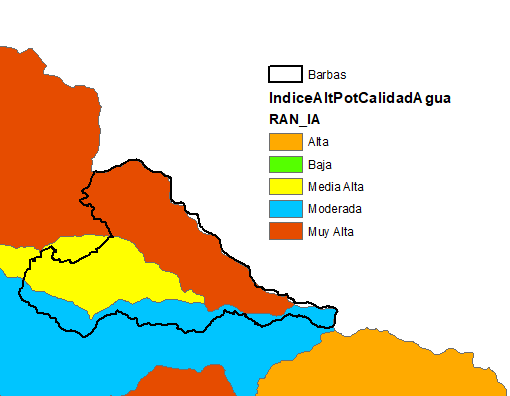 Barbas
IndiceAltPotCalidadAgua
RAN_IA
Alta
Baja
Media Alta
Moderada
Muy Alta